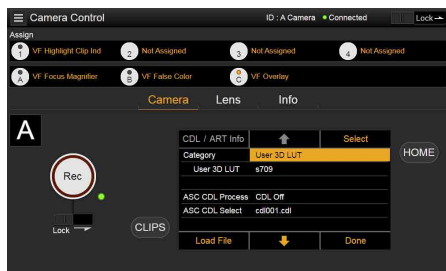 Camera Control
ID : A Camera
Connected
Lock
Assign
1 VF Highlight Clip Ind
2 Not Assigned
3 Not Assigned
4 Not Assigned
A VF Focus Magnifier
B VF False Color
C VF Overlay
Camera Lens Info
A
CDL / ART Info Select
Category User 3D LUT
User 3D LUT s709
HOME
Rec
ASC CDL Process CDL Off
ASC CDL Select cdl001.cdl
Lock
CLIPS
Load File Done